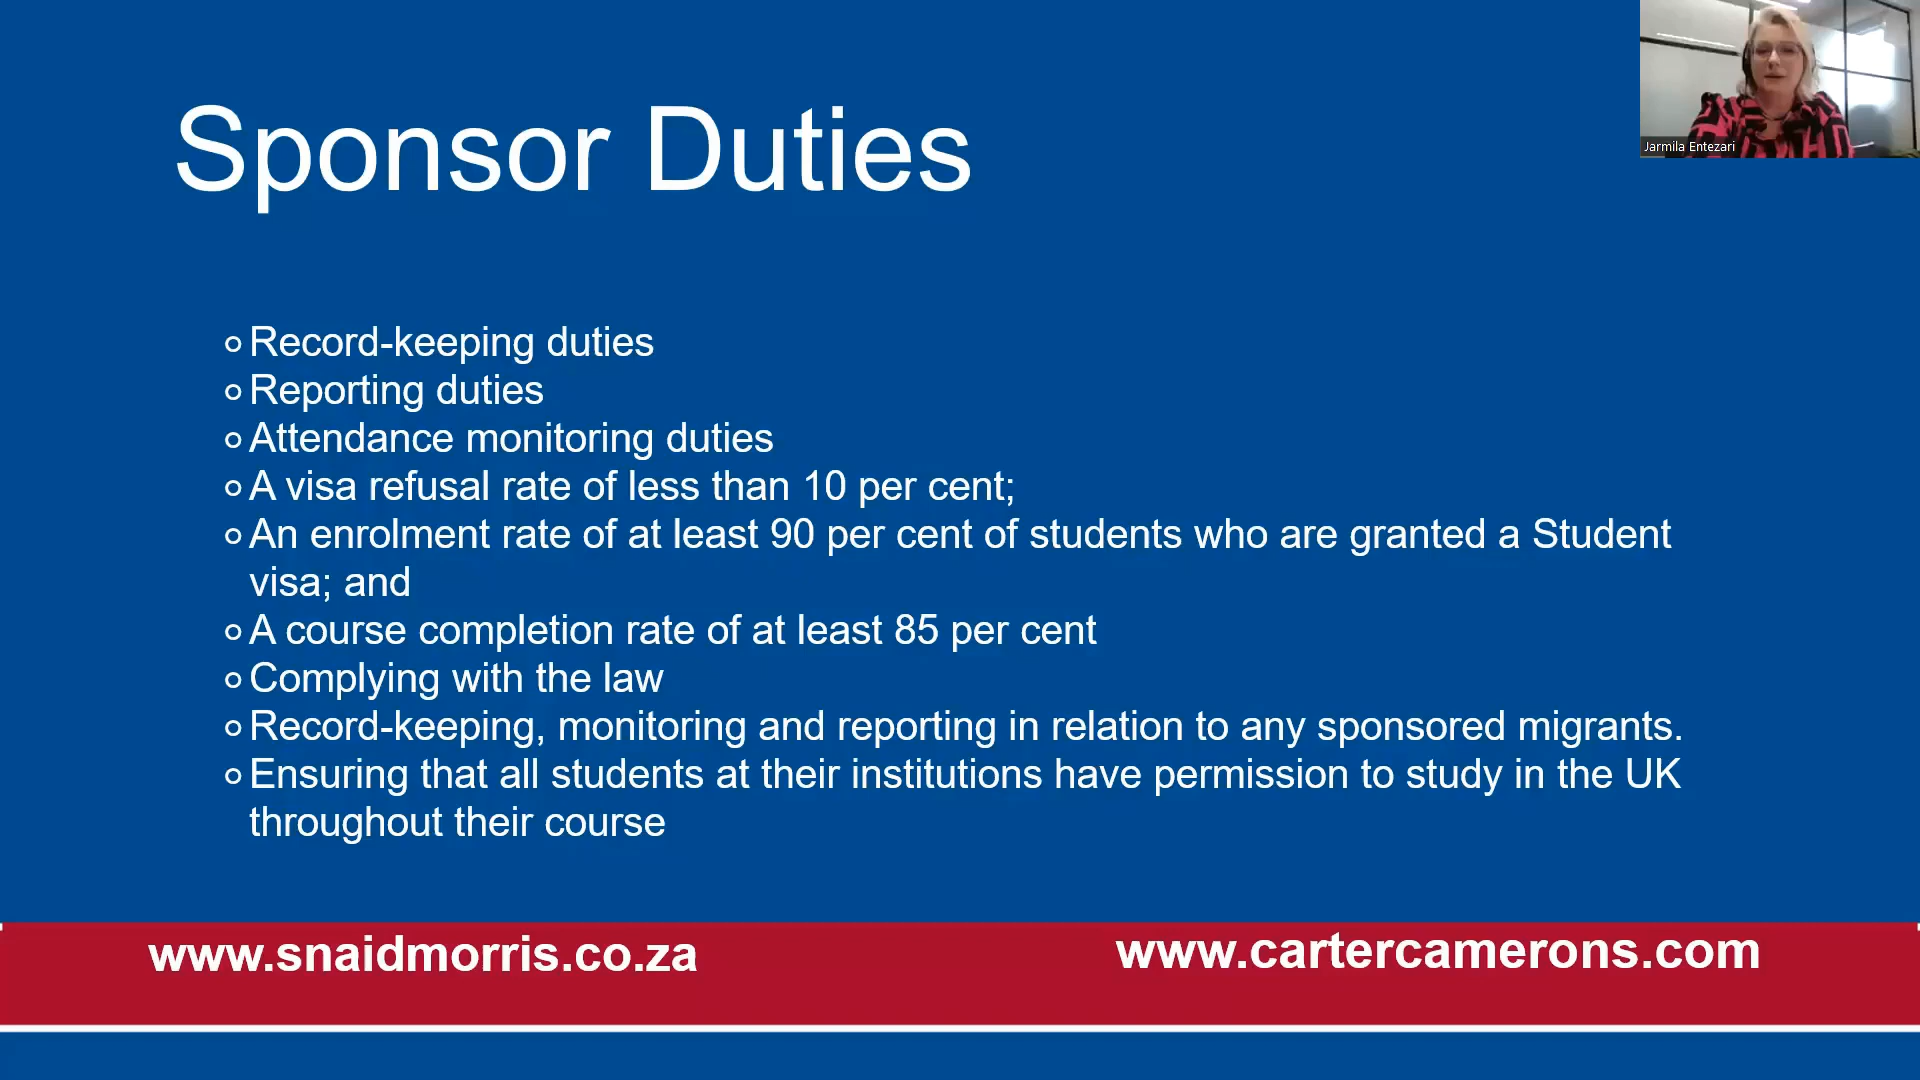 Sponsor Duties
Jarmila Entezari
Record-keeping duties
Reporting duties
Attendance monitoring duties
A visa refusal rate of less than 10 per cent;
An enrolment rate of at least 90 per cent of students who are granted a Student
visa; and
A course completion rate of at least 85 per cent
Complying with the law
Record-keeping, monitoring and reporting in relation to any sponsored migrants.
Ensuring that all students at their institutions have permission to study in the UK
throughout their course
www.snaidmorris.co.za
www.cartercamerons.com